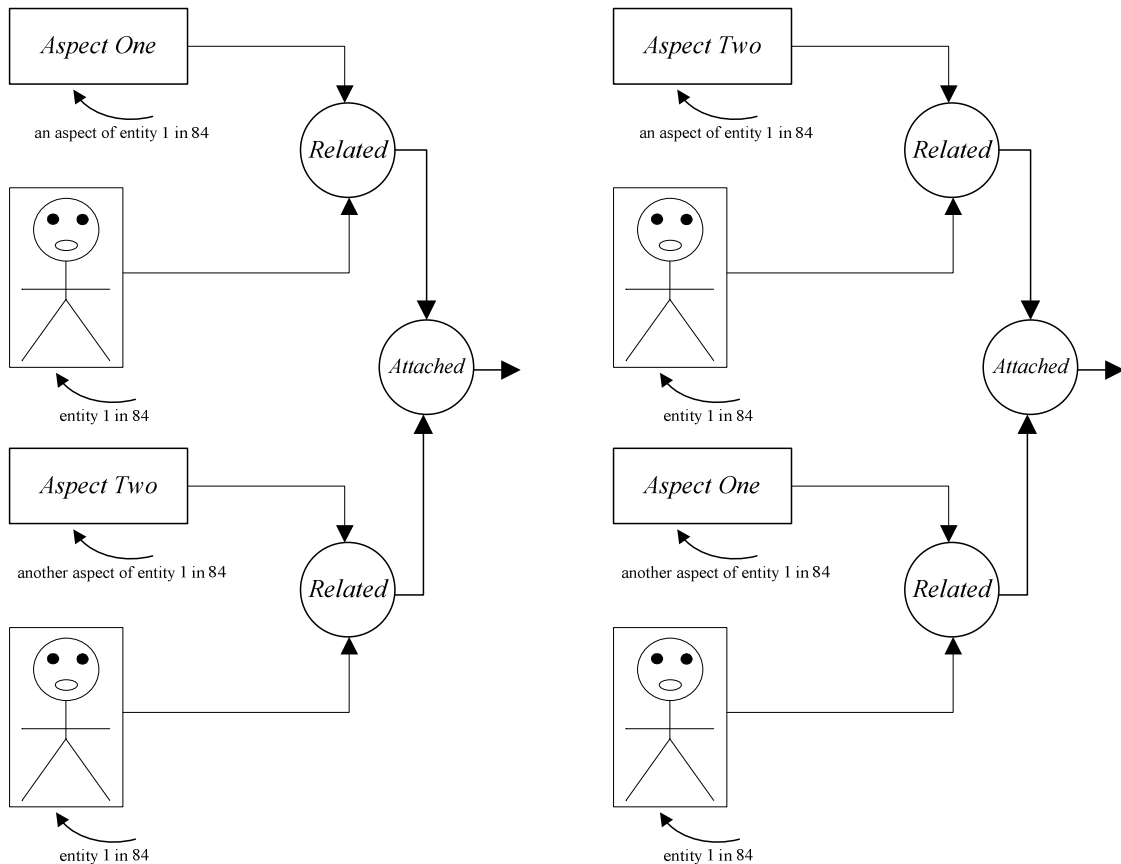 Aspect One
an aspect of entity 1 in 84
Related
entity 1 in 84
Attached
Aspect Two
another aspect of entity 1 in 84
Related
entity 1 in 84
Aspect Two
an aspect of entity 1 in 84
Related
entity 1 in 84
Attached
Aspect One
another aspect of entity 1 in 84
Related
entity 1 in 84